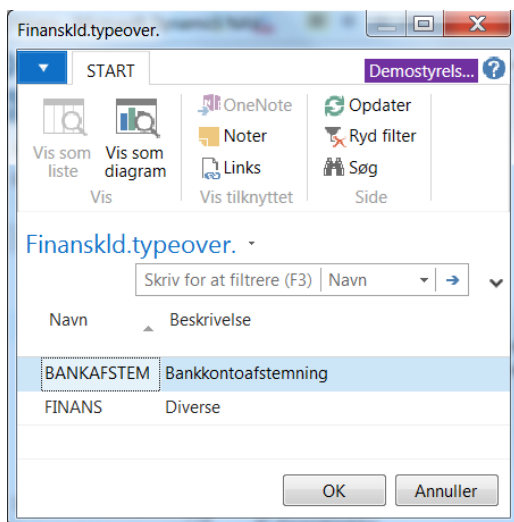 Finanskld.typeover.
START
Demostyrels...
Vis som liste
Vis som diagram
Vis
OneNote
Noter
Links
Vis tilknyttet
Opdater
Ryd filter
Søg
Side
Finanskld.typeover.
Skriv for at filtrere (F3) Navn
Navn Beskrivelse
BANKAFSTEM Bankkontoafstemning
FINANS Diverse
OK Annuller